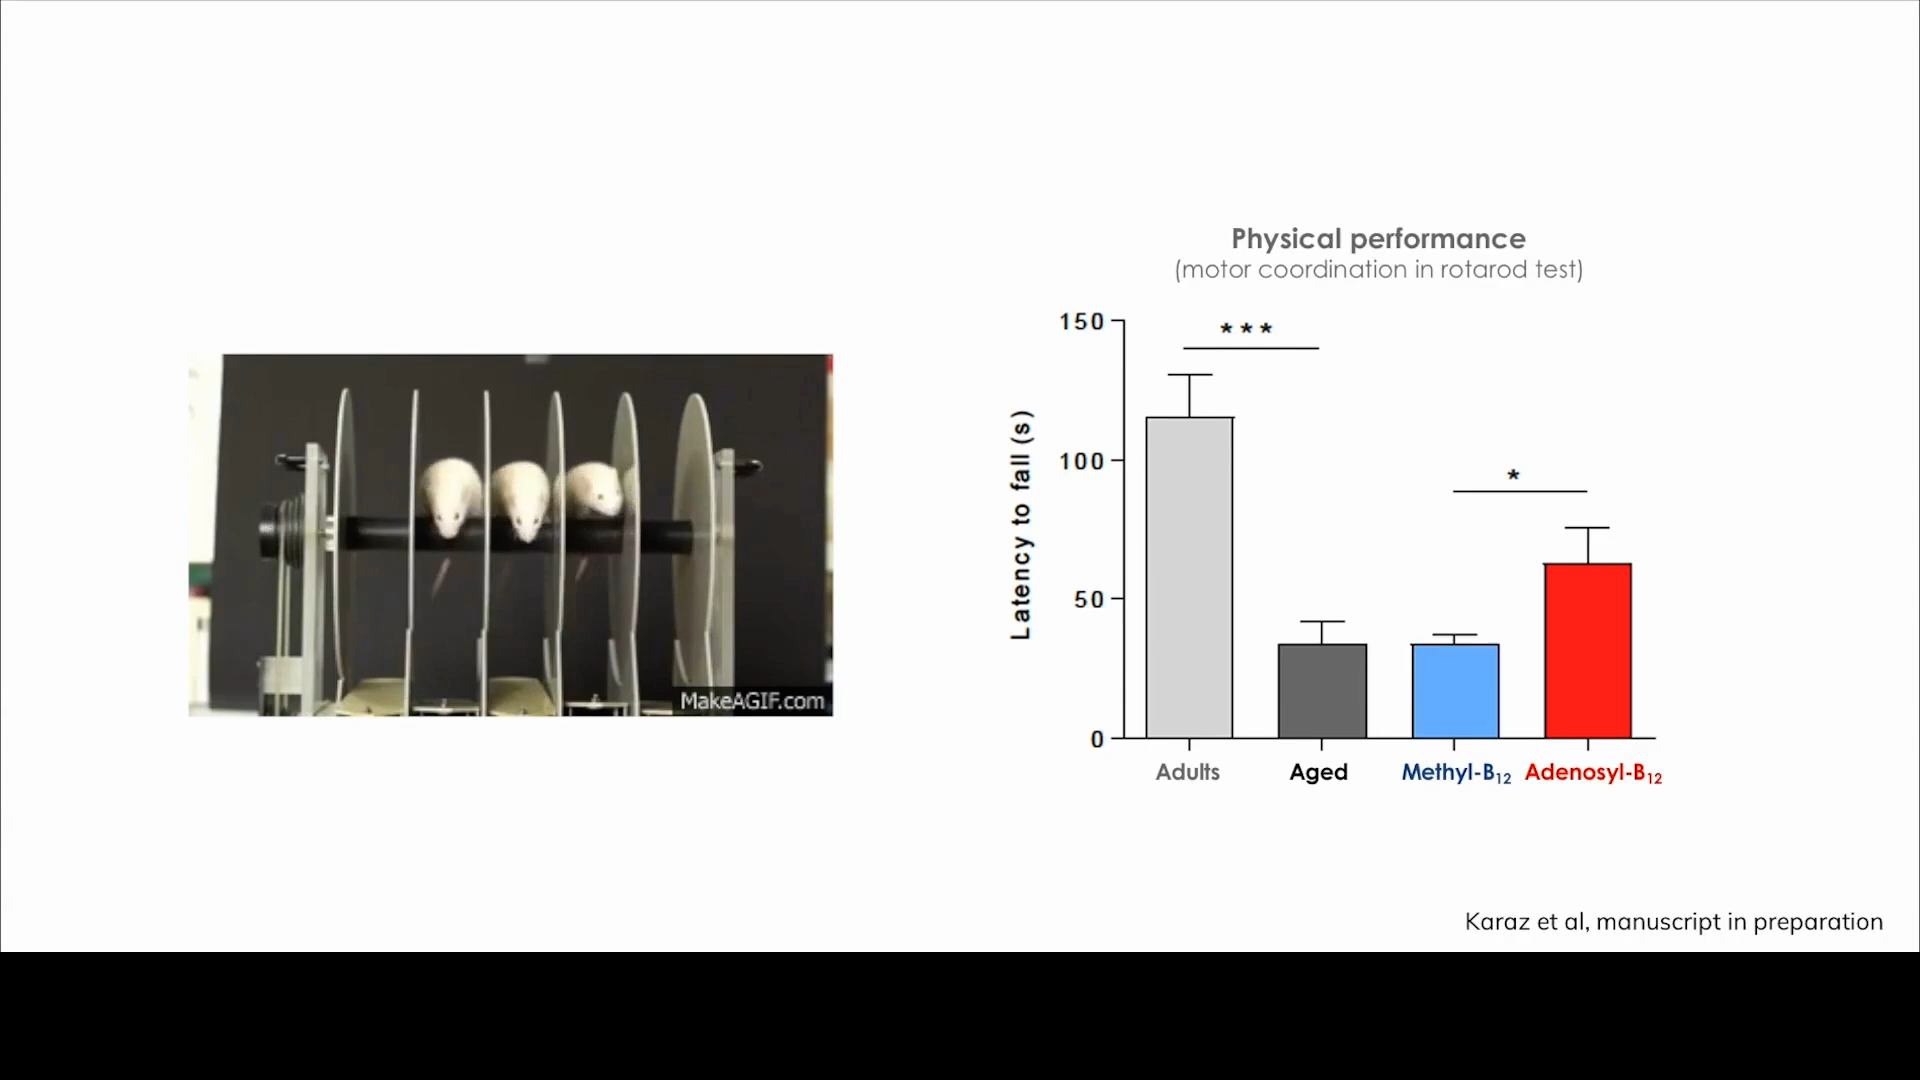 Physical performance
(motor coordination in rotarod test)
150
100
50
0
Latency to fall (s)
***
*
Adults
Aged
Methyl-B₁₂
Adenosyl-B₁₂
MakeAGIF.com
Karaz et al, manuscript in preparation